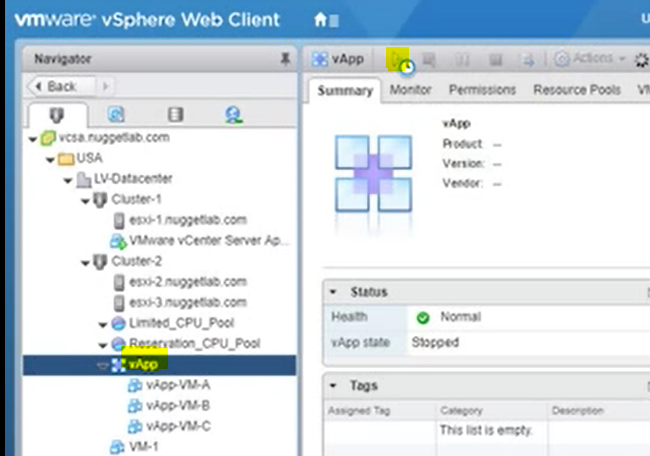 vmware® vSphere Web Client
Navigator
Back
vcsa.nuggetlab.com
USA
LV-Datacenter
Cluster-1
esxi-1.nuggetlab.com
VMware vCenter Server Ap...
Cluster-2
esxi-2.nuggetlab.com
esxi-3.nuggetlab.com
Limited_CPU_Pool
Reservation_CPU_Pool
vApp
vApp-VM-A
vApp-VM-B
vApp-VM-C
VM-1
U
vApp Actions
Summary Monitor Permissions Resource Pools VM
vApp
Product: --
Version: --
Vendor: --
Status
Health Normal
vApp state Stopped
Tags
Assigned Tag Category Description
This list is empty.